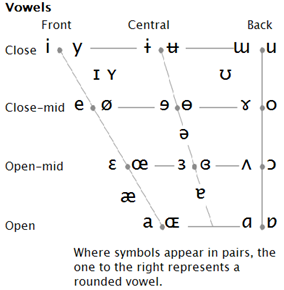 Vowels
Front Central Back
Close i y ɨ ʉ ɯ u
ɪ ʏ ʊ
Close-mid e ø ɘ ɵ ɤ o
ə
Open-mid ɛ œ ɜ ɞ ʌ ɔ
æ ɐ
Open a ɶ ɑ ɒ
Where symbols appear in pairs, the
one to the right represents a
rounded vowel.